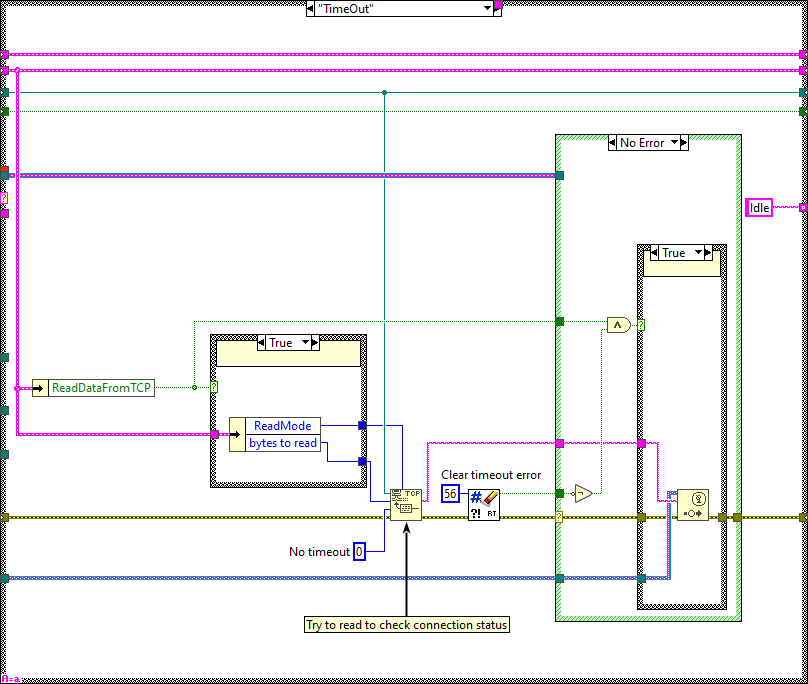 "TimeOut"
No Error
Idle
True
True
ReadDataFromTCP
ReadMode
bytes to read
Clear timeout error
TCP
56
#
?! RT
No timeout 0
Try to read to check connection status
A=a